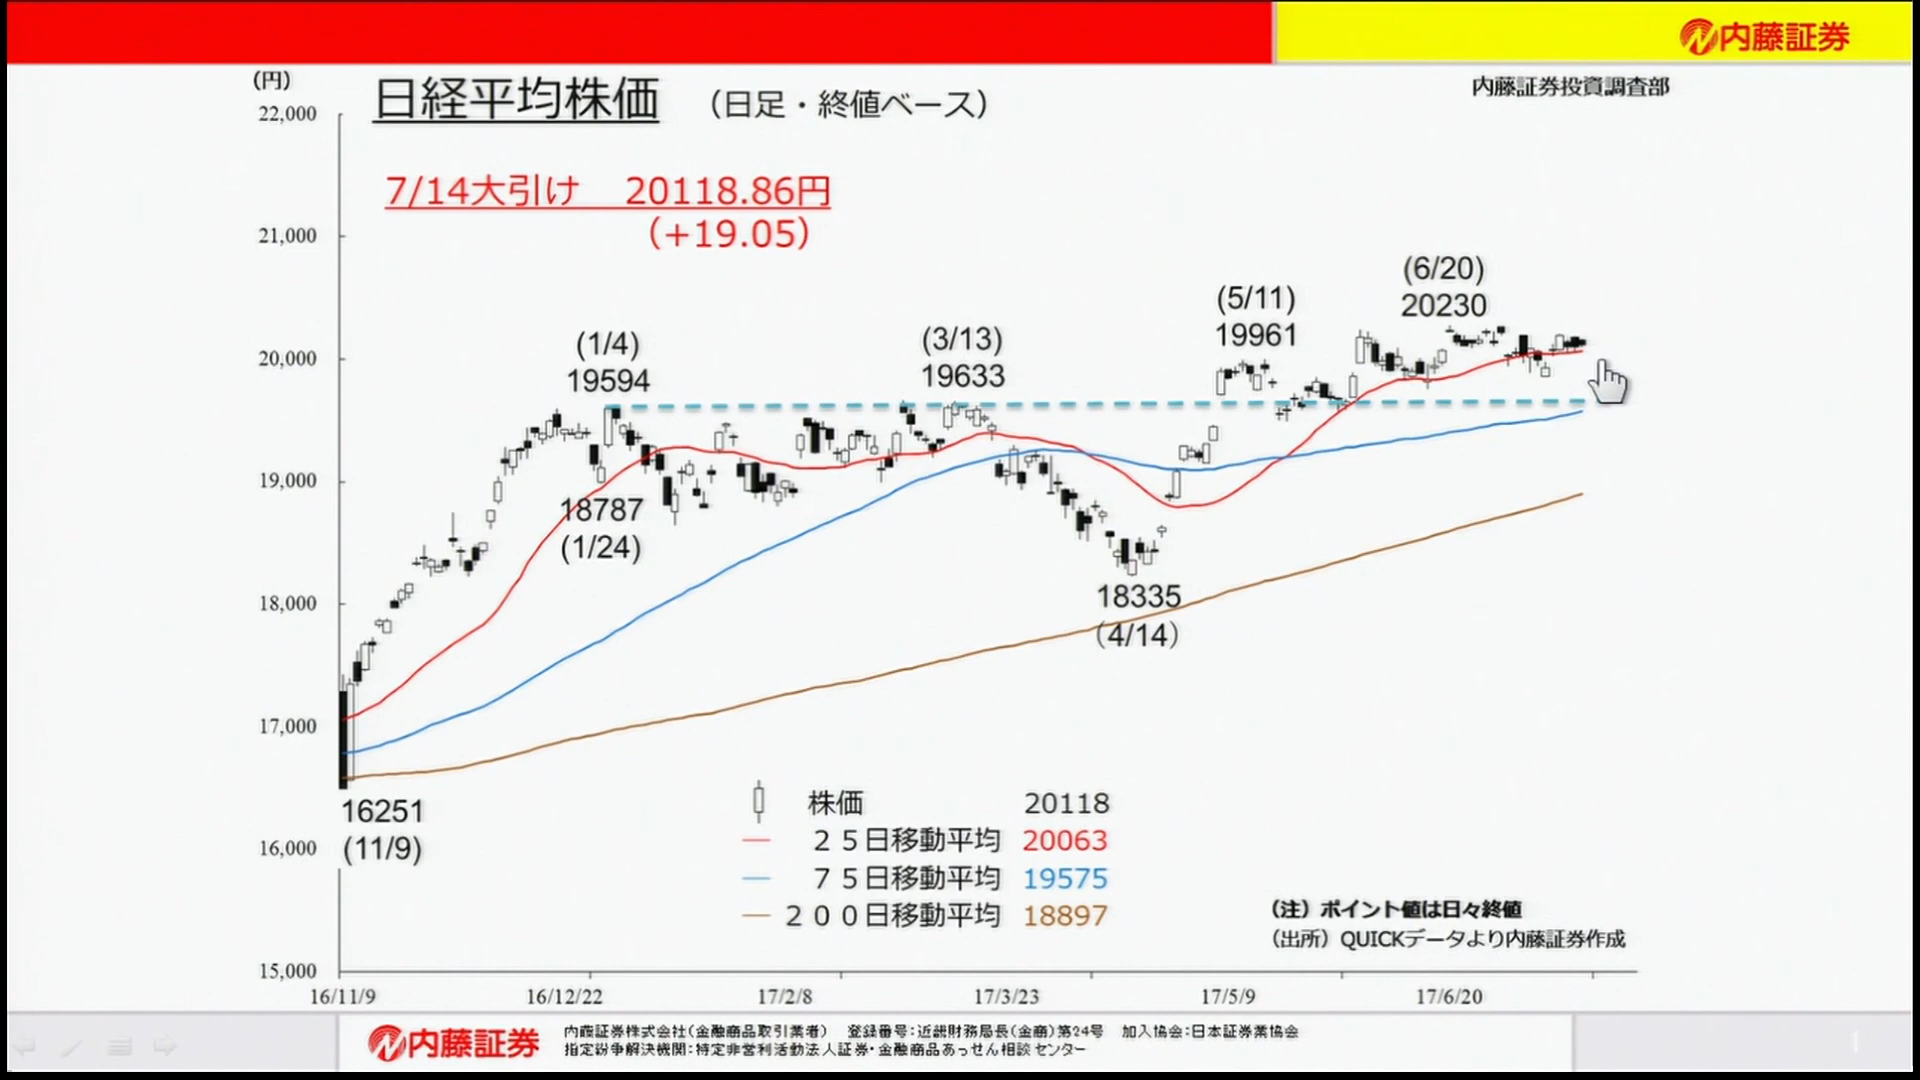 内藤証券
(円)
日経平均株価 （日足・終値ベース）
内藤証券投資調査部
22,000
7/14大引け 20118.86円
（+19.05）
21,000
(6/20)
20230
(5/11)
19961
(1/4)
19594
(3/13)
19633
20,000
19,000
18787
(1/24)
18335
(4/14)
18,000
17,000
16251
(11/9)
16,000
株価 20118
２５日移動平均 20063
７５日移動平均 19575
２００日移動平均 18897
（注）ポイント値は日々終値
（出所）QUICKデータより内藤証券作成
15,000
16/11/9 16/12/22 17/2/8 17/3/23 17/5/9 17/6/20
内藤証券
内藤証券株式会社(金融商品取引業者) 登録番号:近畿財務局長(金商)第24号 加入協会:日本証券業協会
指定紛争解決機関:特定非営利活動法人証券・金融商品あっせん相談センター
1